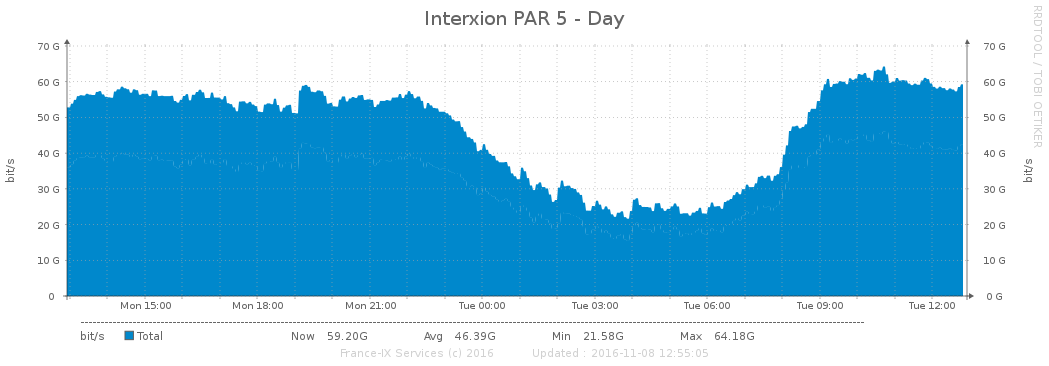 Interxion PAR 5 - Day
RRDTOOL / TOBI OETIKER
70 G 70 G
60 G 60 G
50 G 50 G
40 G 40 G
30 G 30 G
20 G 20 G
10 G 10 G
0 0 G
bit/s bit/s
Mon 15:00 Mon 18:00 Mon 21:00 Tue 00:00 Tue 03:00 Tue 06:00 Tue 09:00 Tue 12:00
bit/s Total Now 59.20G Avg 46.39G Min 21.58G Max 64.18G
France-IX Services (c) 2016 Updated : 2016-11-08 12:55:05